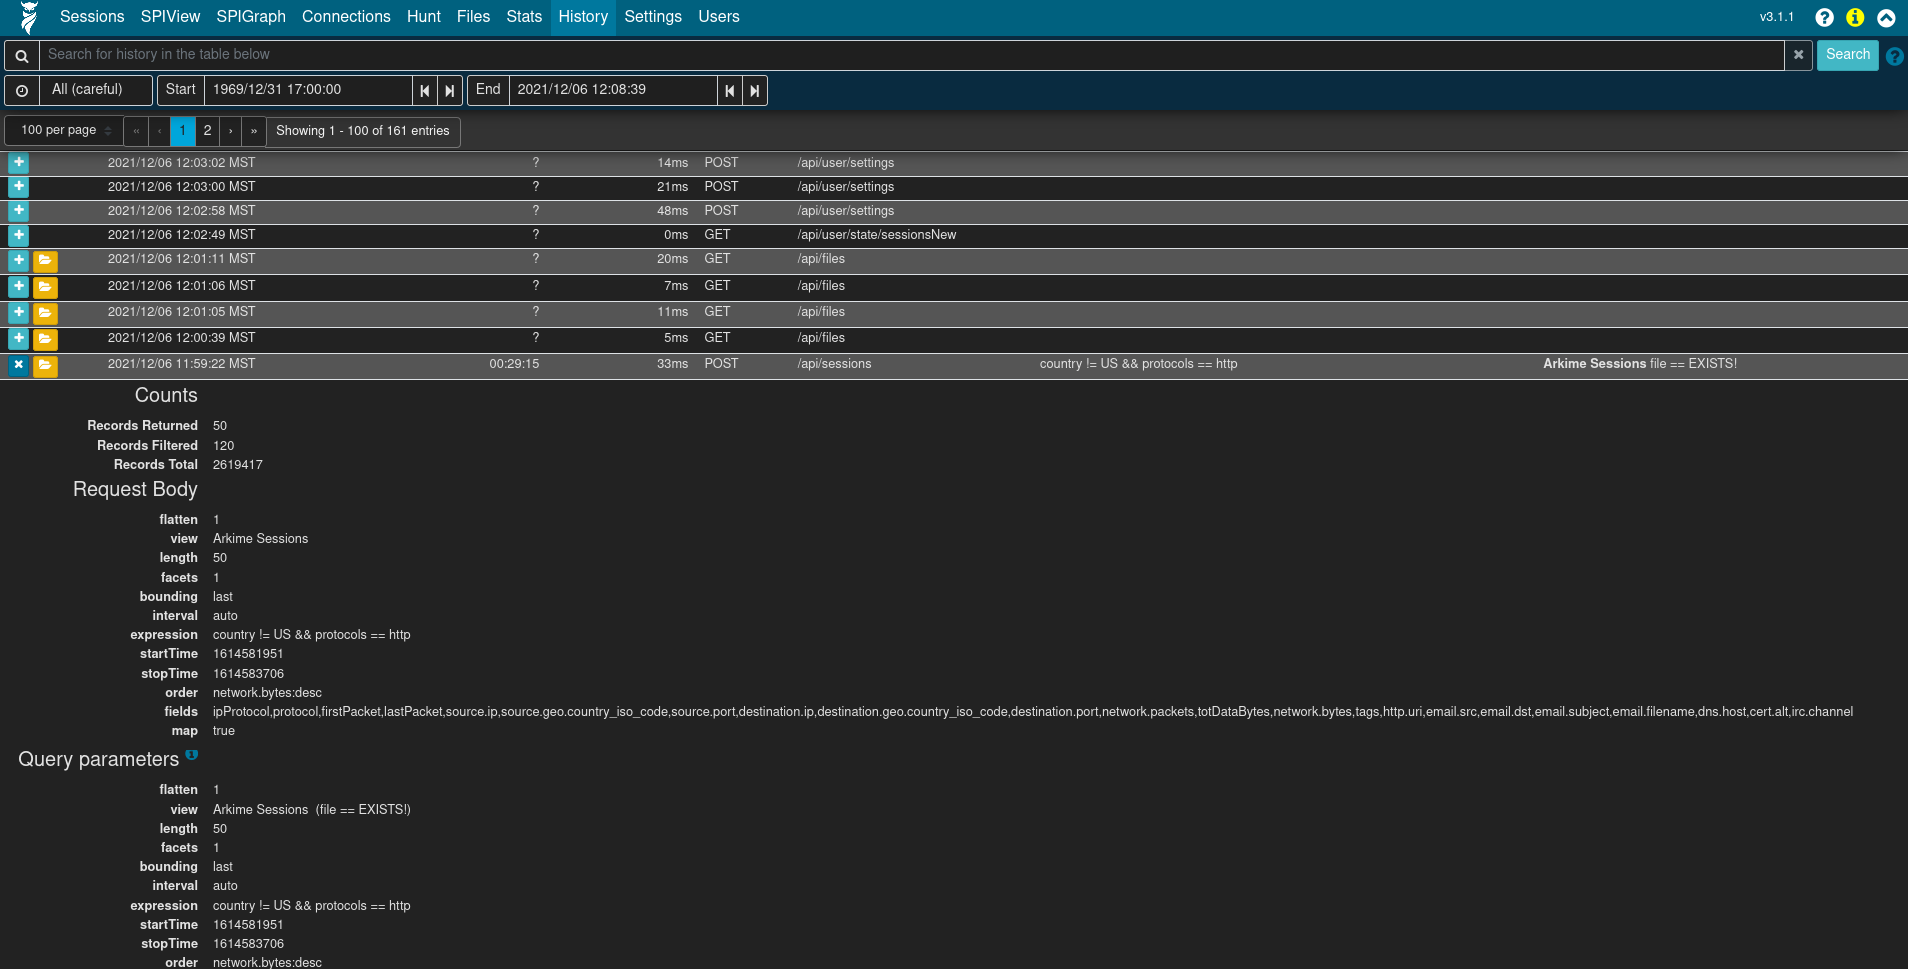 Sessions SPIView SPIGraph Connections Hunt Files Stats History Settings Users v3.1.1
Search for history in the table below Search
All (careful) Start 1969/12/31 17:00:00 End 2021/12/06 12:08:39
100 per page « ‹ 1 2 › » Showing 1 - 100 of 161 entries
2021/12/06 12:03:02 MST ? 14ms POST /api/user/settings
2021/12/06 12:03:00 MST ? 21ms POST /api/user/settings
2021/12/06 12:02:58 MST ? 48ms POST /api/user/settings
2021/12/06 12:02:49 MST ? 0ms GET /api/user/state/sessionsNew
2021/12/06 12:01:11 MST ? 20ms GET /api/files
2021/12/06 12:01:06 MST ? 7ms GET /api/files
2021/12/06 12:01:05 MST ? 11ms GET /api/files
2021/12/06 12:00:39 MST ? 5ms GET /api/files
2021/12/06 11:59:22 MST 00:29:15 33ms POST /api/sessions country != US && protocols == http Arkime Sessions file == EXISTS!
Counts
Records Returned 50
Records Filtered 120
Records Total 2619417
Request Body
flatten 1
view Arkime Sessions
length 50
facets 1
bounding last
interval auto
expression country != US && protocols == http
startTime 1614581951
stopTime 1614583706
order network.bytes:desc
fields ipProtocol,protocol,firstPacket,lastPacket,source.ip,source.geo.country_iso_code,source.port,destination.ip,destination.geo.country_iso_code,destination.port,network.packets,totDataBytes,network.bytes,tags,http.uri,email.src,email.dst,email.subject,email.filename,dns.host,cert.alt,irc.channel
map true
Query parameters
flatten 1
view Arkime Sessions (file == EXISTS!)
length 50
facets 1
bounding last
interval auto
expression country != US && protocols == http
startTime 1614581951
stopTime 1614583706
order network.bytes:desc